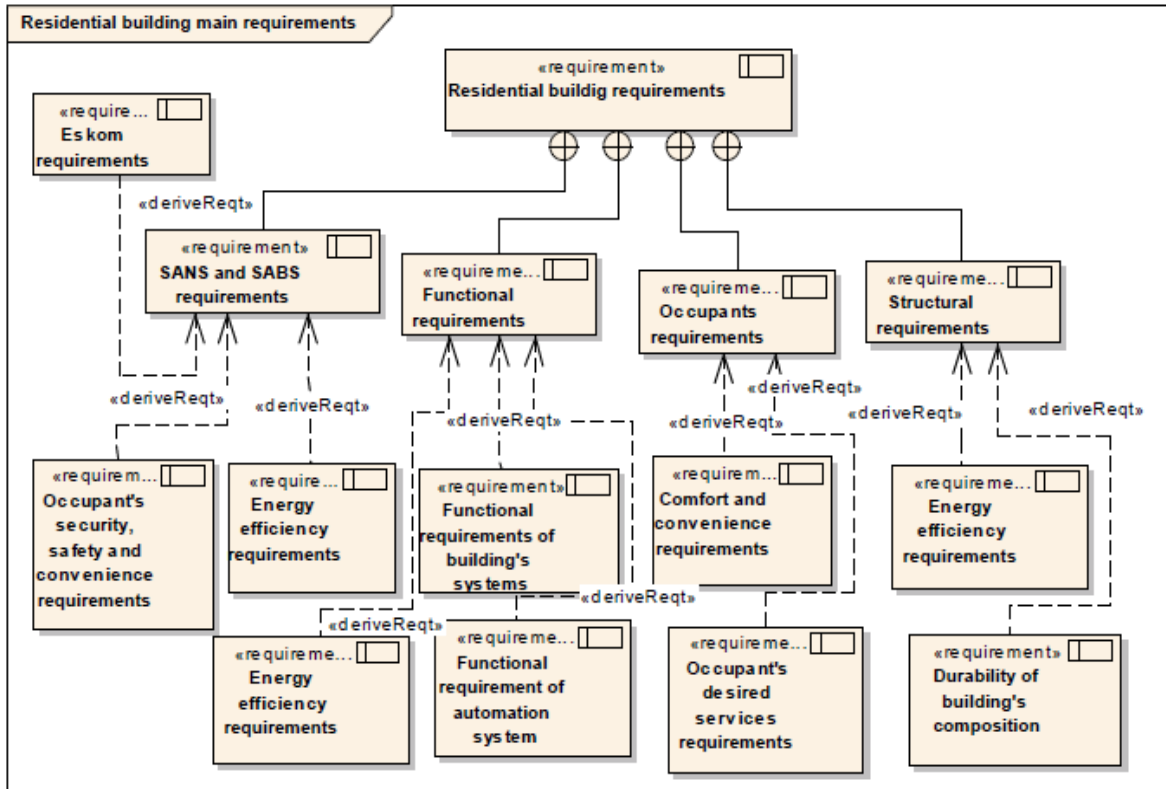 Residential building main requirements
«requirement»
Residential buildig requirements
«require ...
Eskom
requirements
«deriveReqt»
«requirement»
SANS and SABS
requirements
«requireme...
Functional
requirements
«requireme...
Occupants
requirements
«requireme...
Structural
requirements
«deriveReqt»
«deriveReqt»
«deriveReqt»
«deriveReqt»
«deriveReqt»
«deriveReqt»
«deriveReqt»
«requirem...
Occupant's
security,
safety and
convenience
requirements
«require ...
Energy
efficiency
requirements
«requirement»
Functional
requirements of
building's
systems
«requirem...
Comfort and
convenience
requirements
«requireme...
Energy
efficiency
requirements
«deriveReqt»
«deriveReqt»
«requireme...
Energy
efficiency
requirements
«requireme...
Functional
requirement of
automation
system
«requireme...
Occupant's
desired
services
requirements
«requirement»
Durability of
building's
composition